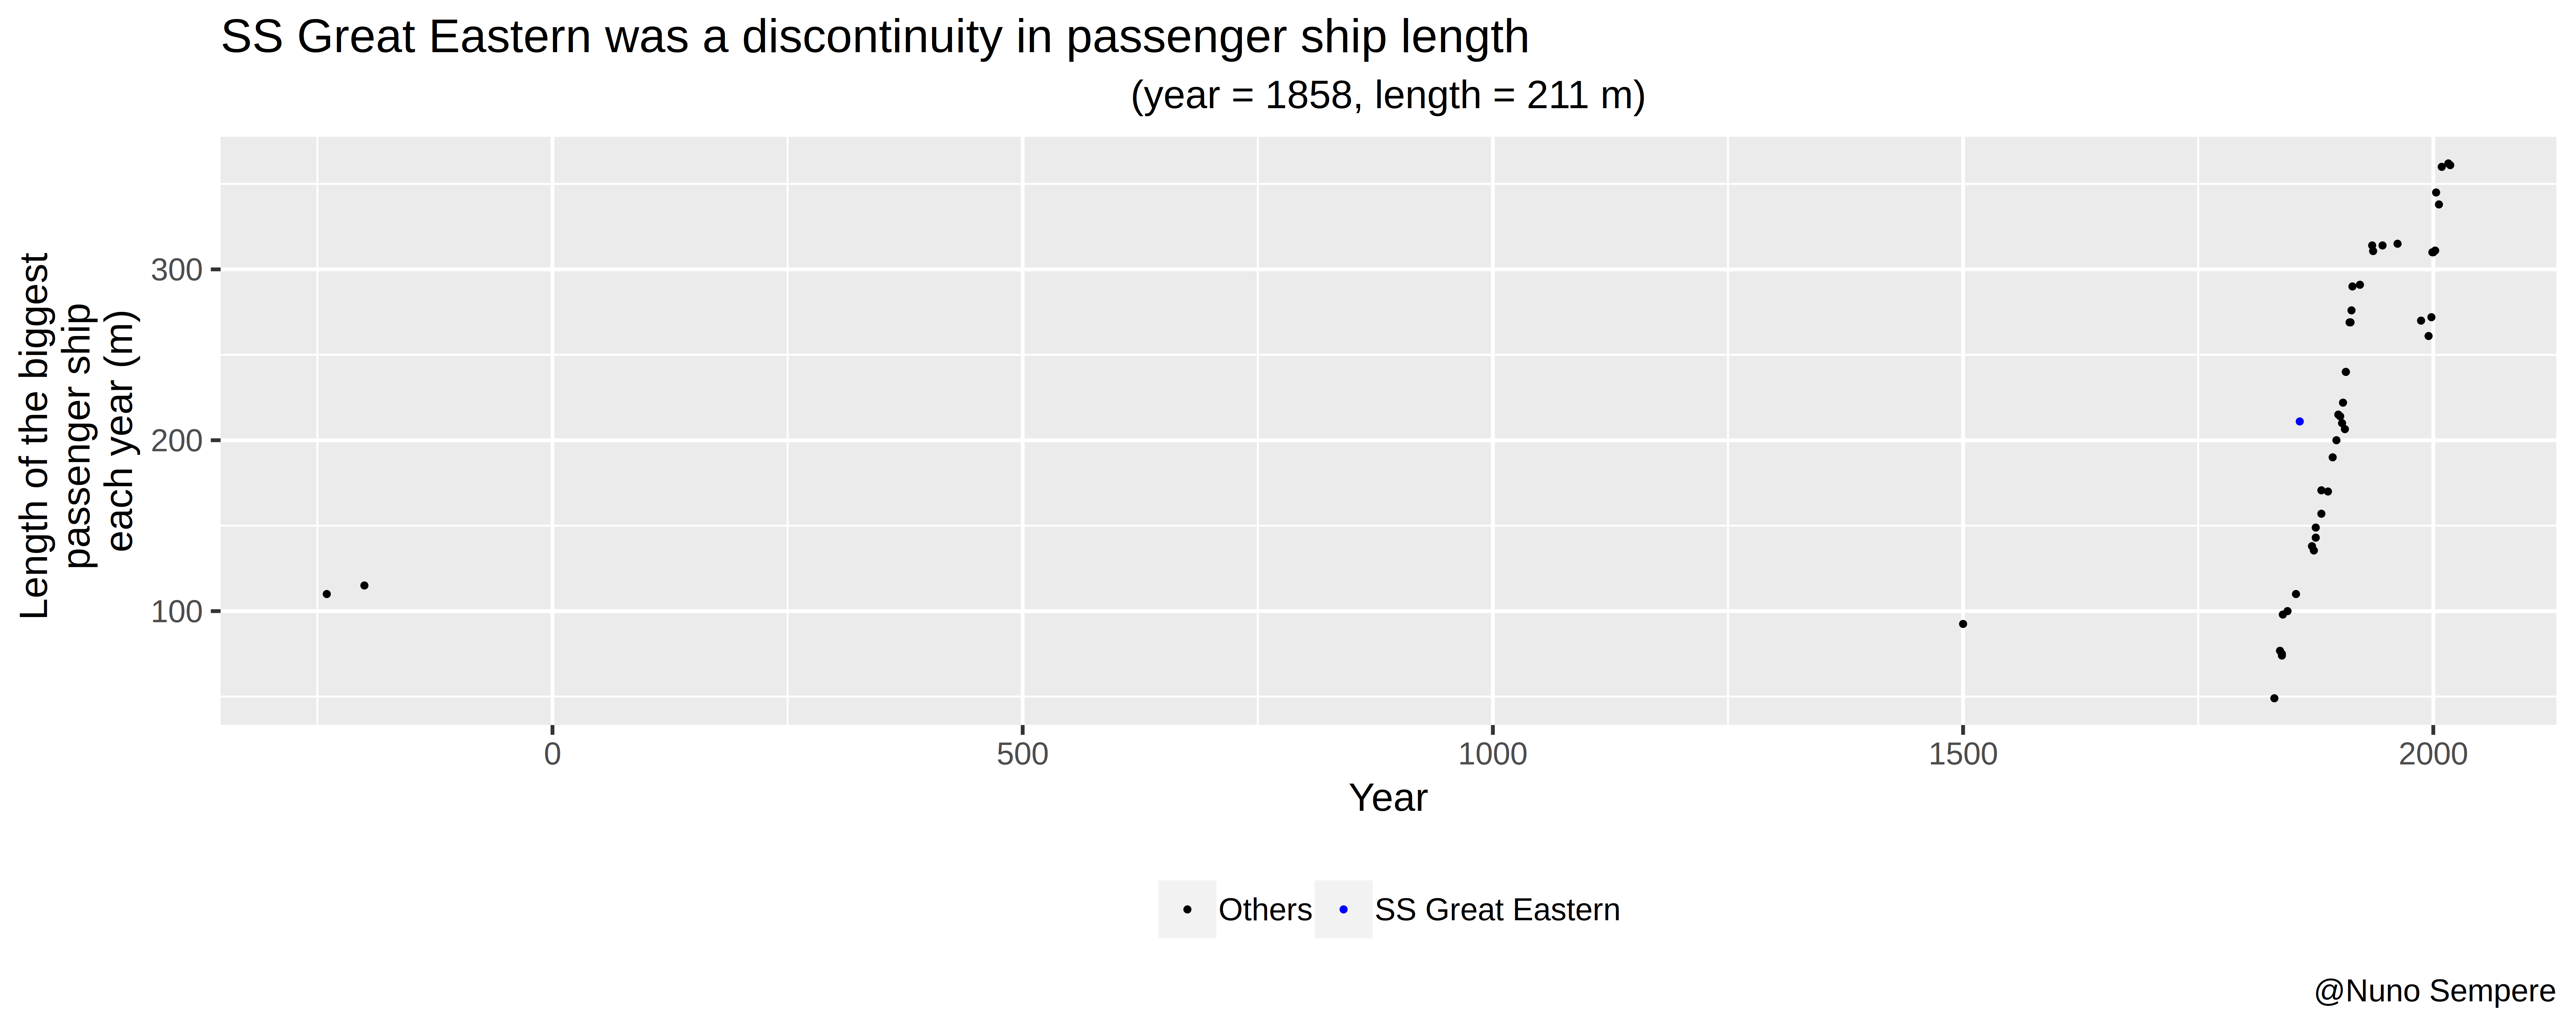 SS Great Eastern was a discontinuity in passenger ship length
(year = 1858, length = 211 m)
Length of the biggest
passenger ship
each year (m)
300
200
100
0
500
1000
1500
2000
Year
Others
SS Great Eastern
@Nuno Sempere